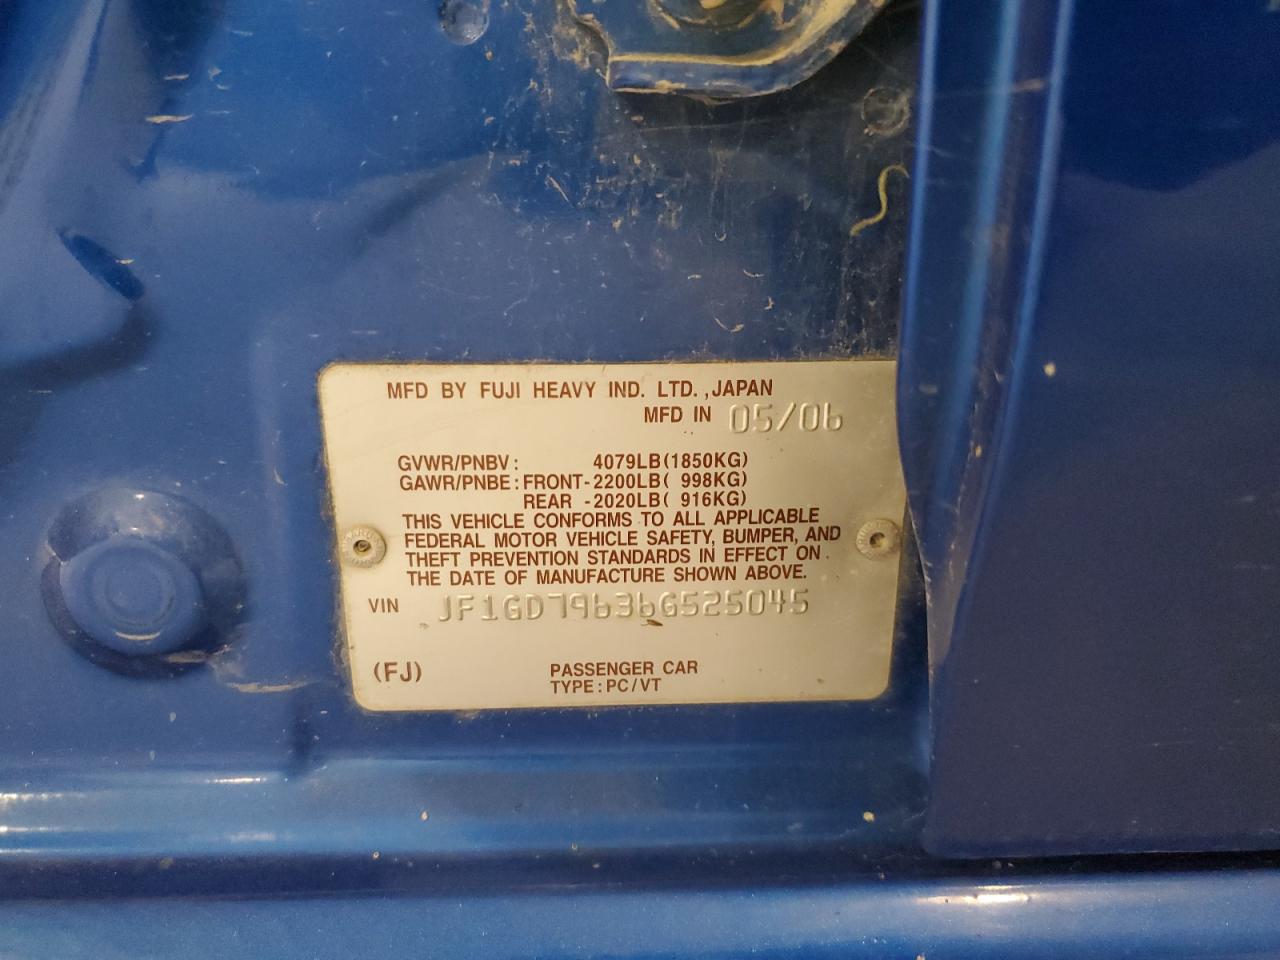 MFD BY FUJI HEAVY IND. LTD., JAPAN
MFD IN 05/06
GVWR/PNBV: 4079LB(1850KG)
GAWR/PNBE: FRONT-2200LB( 998KG)
REAR -2020LB( 916KG)
THIS VEHICLE CONFORMS TO ALL APPLICABLE
FEDERAL MOTOR VEHICLE SAFETY, BUMPER, AND
THEFT PREVENTION STANDARDS IN EFFECT ON
THE DATE OF MANUFACTURE SHOWN ABOVE.
VIN JF1GD79636G525045
(FJ) PASSENGER CAR
TYPE: PC/VT